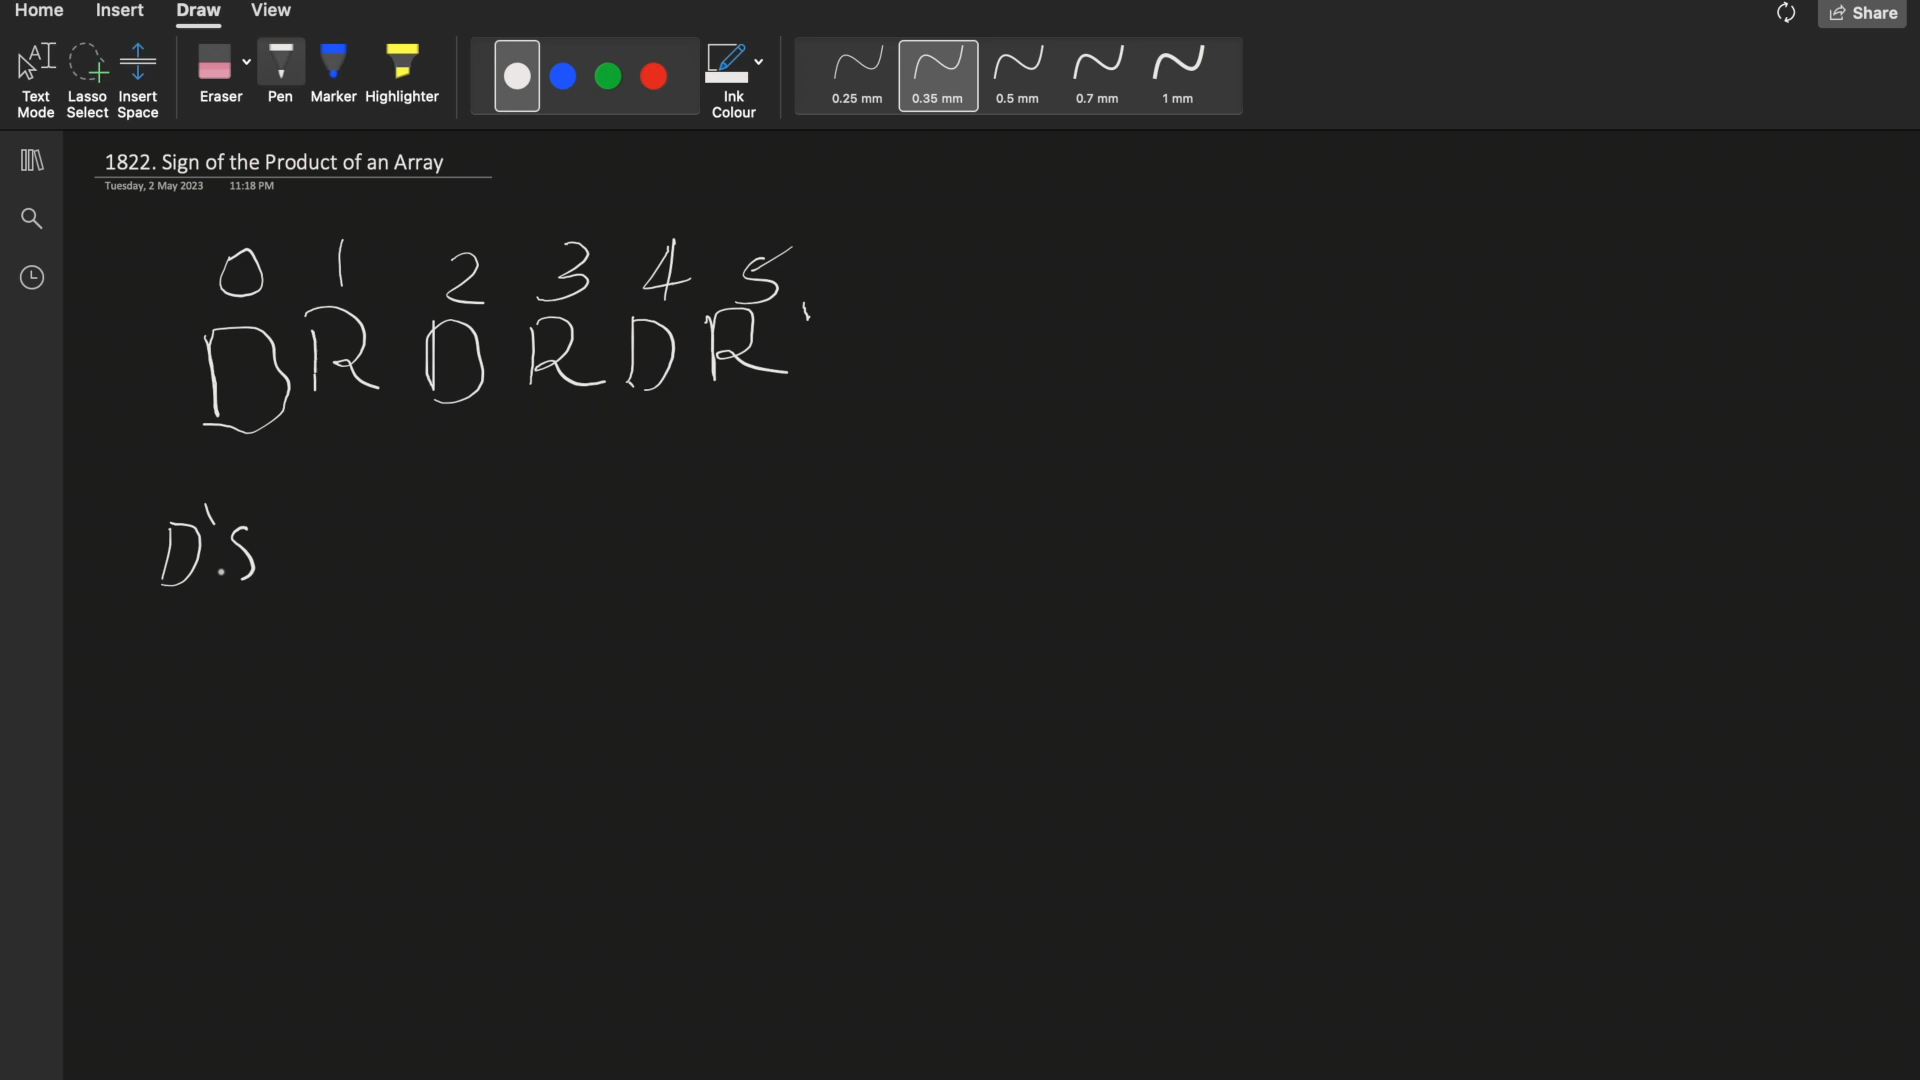 Home Insert Draw View Share
Text Mode Lasso Select Insert Space Eraser Pen Marker Highlighter Ink Colour 0.25 mm 0.35 mm 0.5 mm 0.7 mm 1 mm
1822. Sign of the Product of an Array
Tuesday, 2 May 2023 11:18 PM
0 1 2 3 4 5
D R D R D R
D's